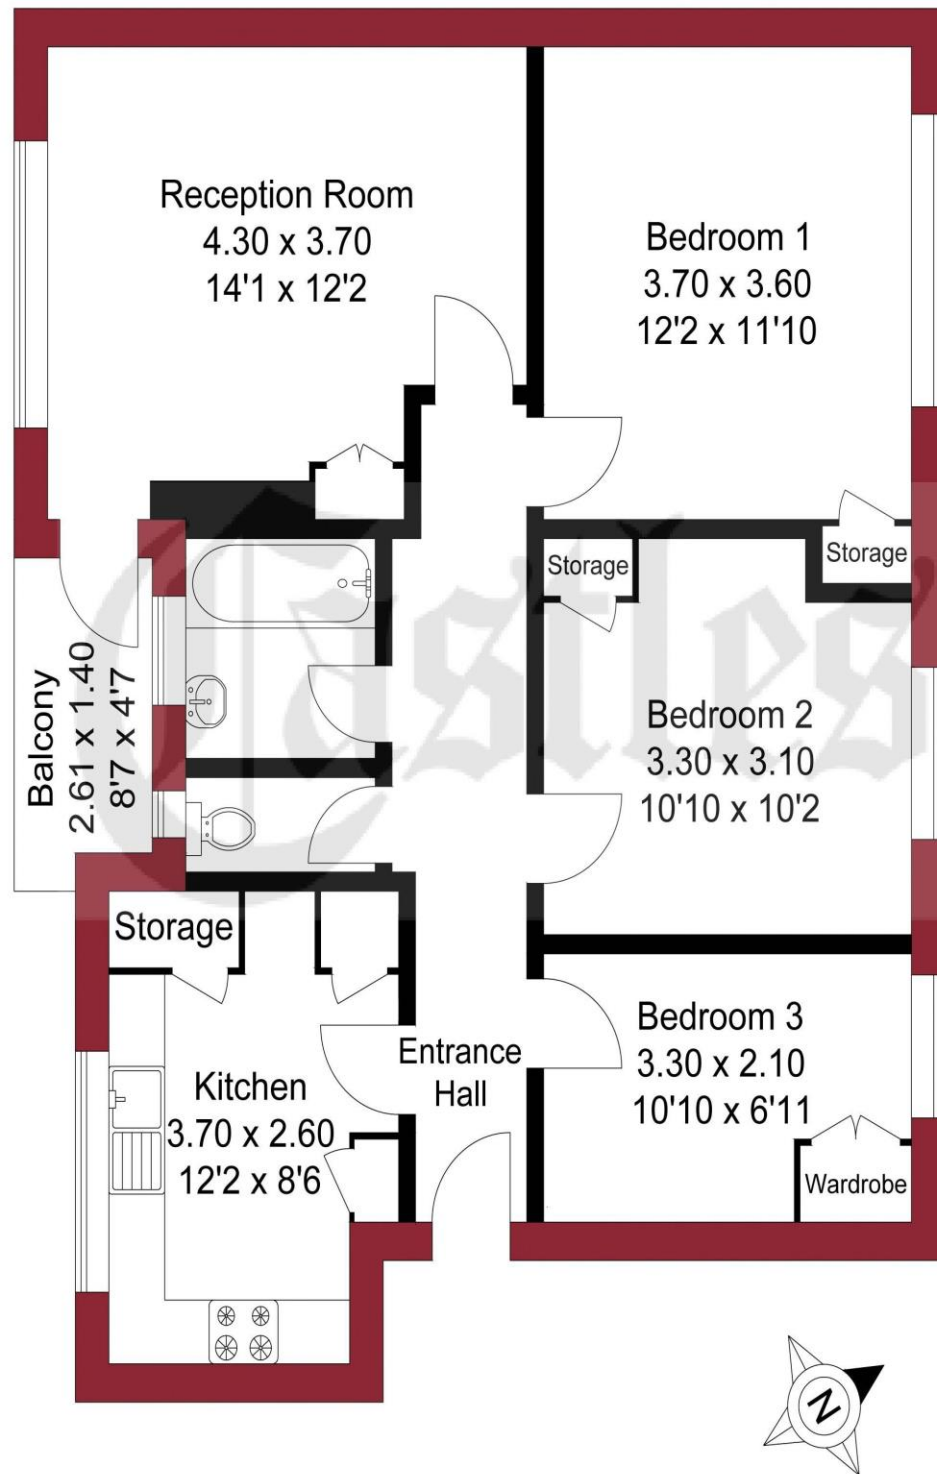 Reception Room
4.30 x 3.70
14'1 x 12'2
Bedroom 1
3.70 x 3.60
12'2 x 11'10
Storage
Storage
Castles
Bedroom 2
3.30 x 3.10
10'10 x 10'2
Balcony
2.61 x 1.40
8'7 x 4'7
Storage
Bedroom 3
3.30 x 2.10
10'10 x 6'11
Entrance
Hall
Kitchen
3.70 x 2.60
12'2 x 8'6
Wardrobe
N